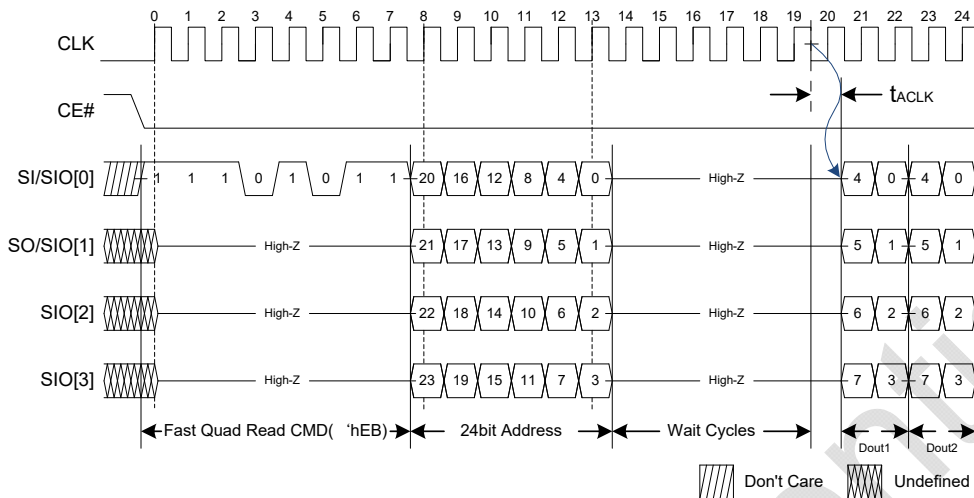 0 1 2 3 4 5 6 7 8 9 10 11 12 13 14 15 16 17 18 19 20 21 22 23 24
CLK
tACLK
CE#
SI/SIO[0] 1 1 1 0 1 0 1 1 20 16 12 8 4 0 High-Z 4 0 4 0
SO/SIO[1] High-Z 21 17 13 9 5 1 High-Z 5 1 5 1
SIO[2] High-Z 22 18 14 10 6 2 High-Z 6 2 6 2
SIO[3] High-Z 23 19 15 11 7 3 High-Z 7 3 7 3
Fast Quad Read CMD( ‘hEB) 24bit Address Wait Cycles Dout1 Dout2
Don't Care Undefined